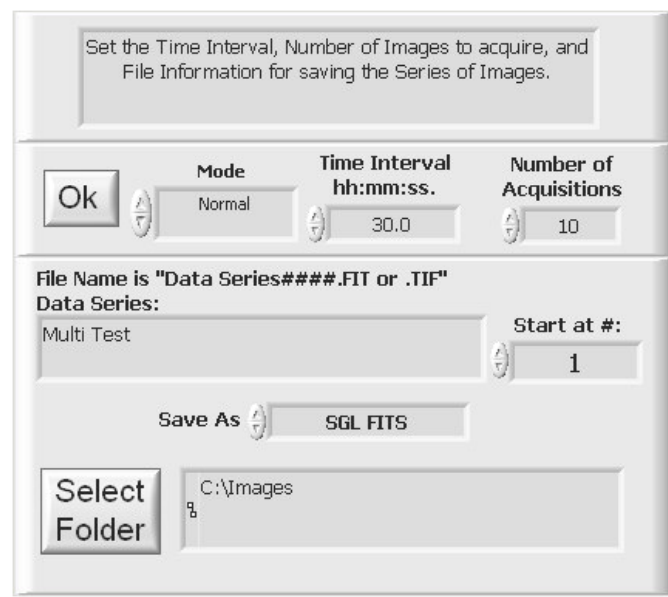 Set the Time Interval, Number of Images to acquire, and
File Information for saving the Series of Images.
Ok
Mode
Normal
Time Interval
hh:mm:ss.
30.0
Number of
Acquisitions
10
File Name is "Data Series####.FIT or .TIF"
Data Series:
Multi Test
Start at #:
1
Save As
SGL FITS
Select
Folder
C:\Images